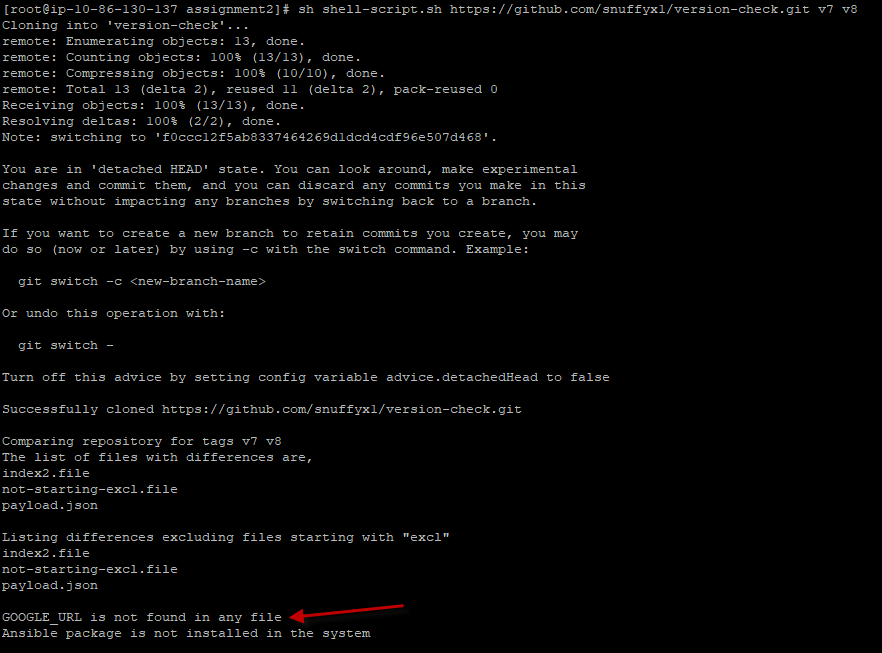 [root@ip-10-86-130-137 assignment2]# sh shell-script.sh https://github.com/snuffyxl/version-check.git v7 v8
Cloning into 'version-check'...
remote: Enumerating objects: 13, done.
remote: Counting objects: 100% (13/13), done.
remote: Compressing objects: 100% (10/10), done.
remote: Total 13 (delta 2), reused 11 (delta 2), pack-reused 0
Receiving objects: 100% (13/13), done.
Resolving deltas: 100% (2/2), done.
Note: switching to 'f0ccc12f5ab8337464269d1dcd4cdf96e507d468'.
You are in 'detached HEAD' state. You can look around, make experimental
changes and commit them, and you can discard any commits you make in this
state without impacting any branches by switching back to a branch.
If you want to create a new branch to retain commits you create, you may
do so (now or later) by using -c with the switch command. Example:
git switch -c <new-branch-name>
Or undo this operation with:
git switch -
Turn off this advice by setting config variable advice.detachedHead to false
Successfully cloned https://github.com/snuffyxl/version-check.git
Comparing repository for tags v7 v8
The list of files with differences are,
index2.file
not-starting-excl.file
payload.json
Listing differences excluding files starting with "excl"
index2.file
not-starting-excl.file
payload.json
GOOGLE_URL is not found in any file
Ansible package is not installed in the system